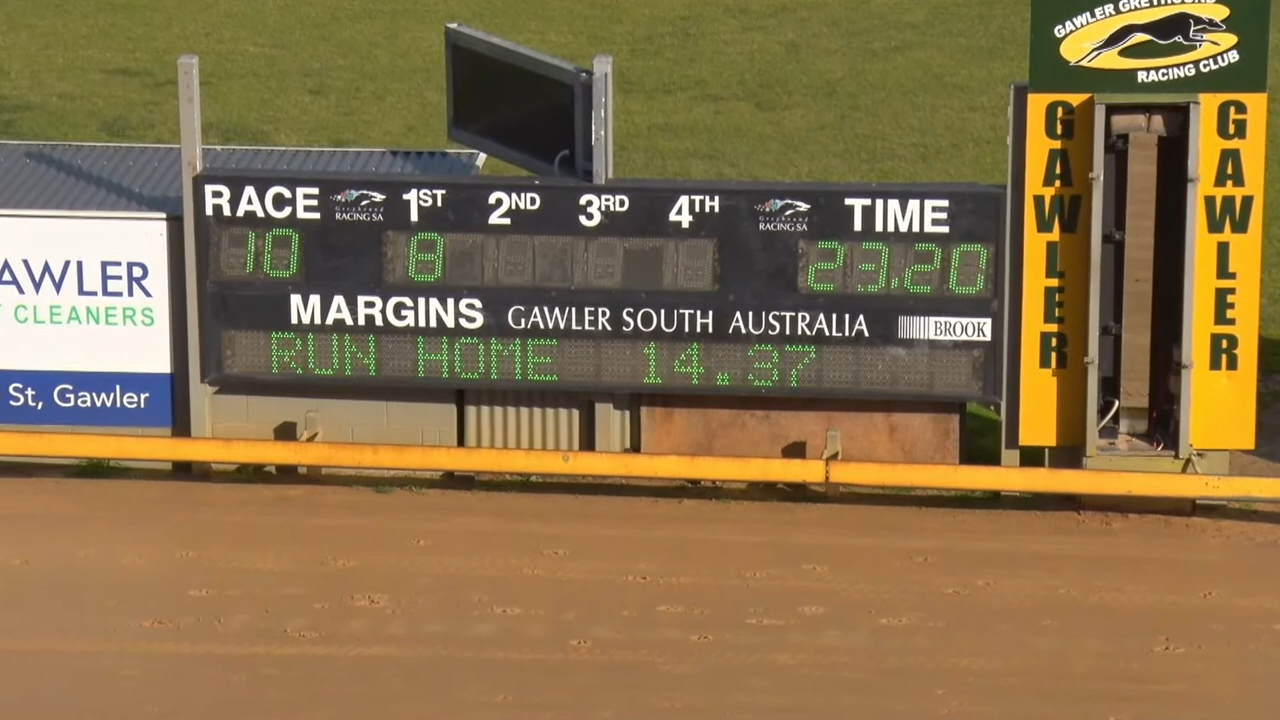 GAWLER GREYHOUND
RACING CLUB
RACE
Greyhound
RACING SA
1ST 2ND 3RD 4TH
Greyhound
RACING SA
TIME
10 8 23.20
MARGINS GAWLER SOUTH AUSTRALIA BROOK
RUN HOME 14.37
AWLER
CLEANERS
St, Gawler
GAWLER
GAWLER